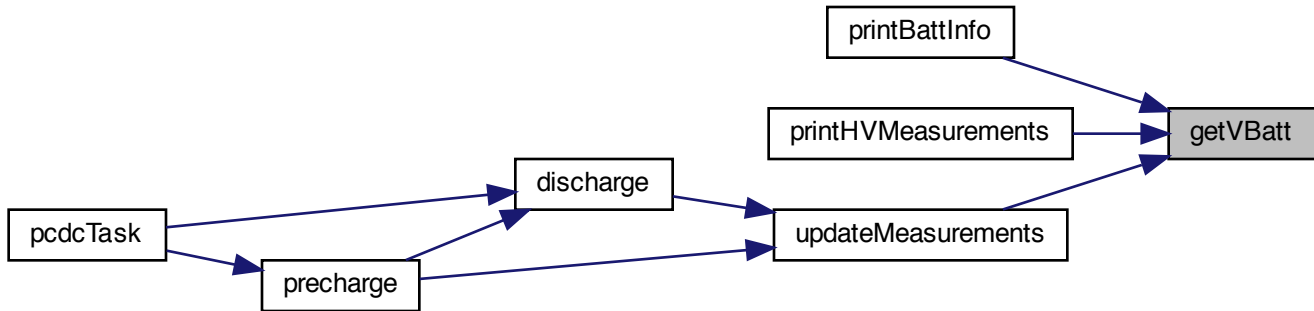 printBattInfo
printHVMeasurements
getVBatt
discharge
pcdcTask
updateMeasurements
precharge